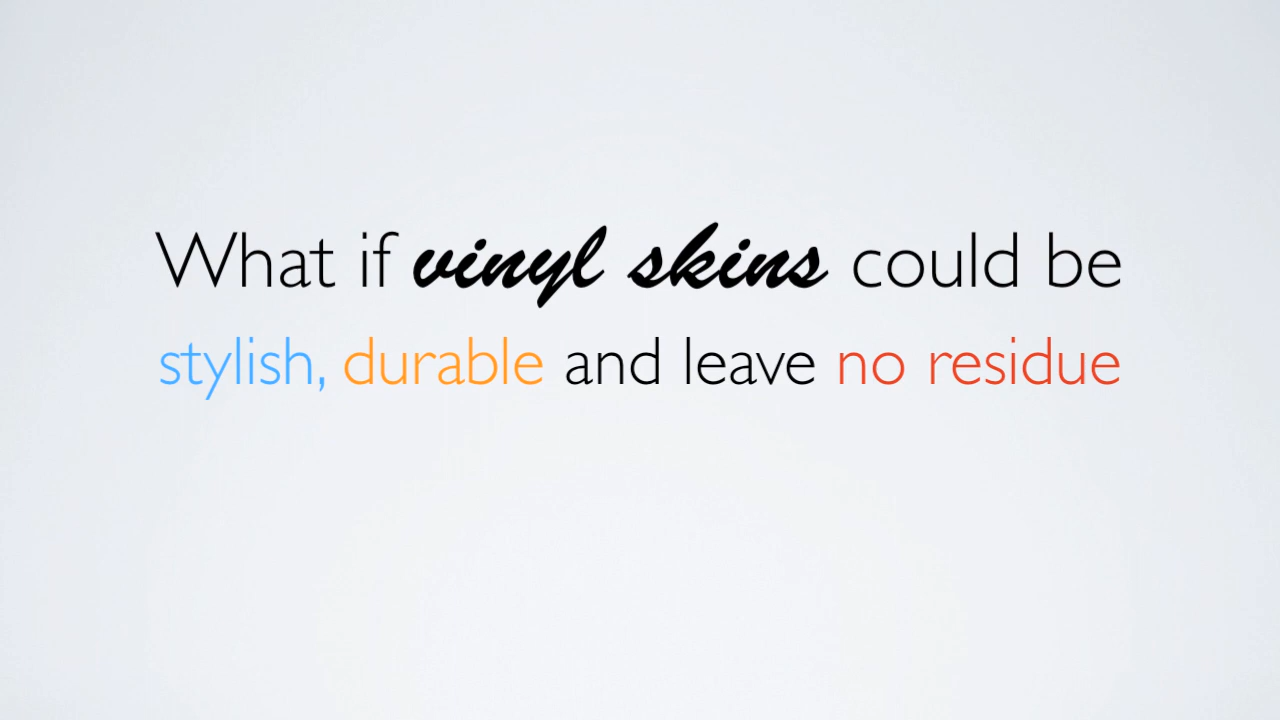 What if vinyl skins could be
stylish, durable and leave no residue